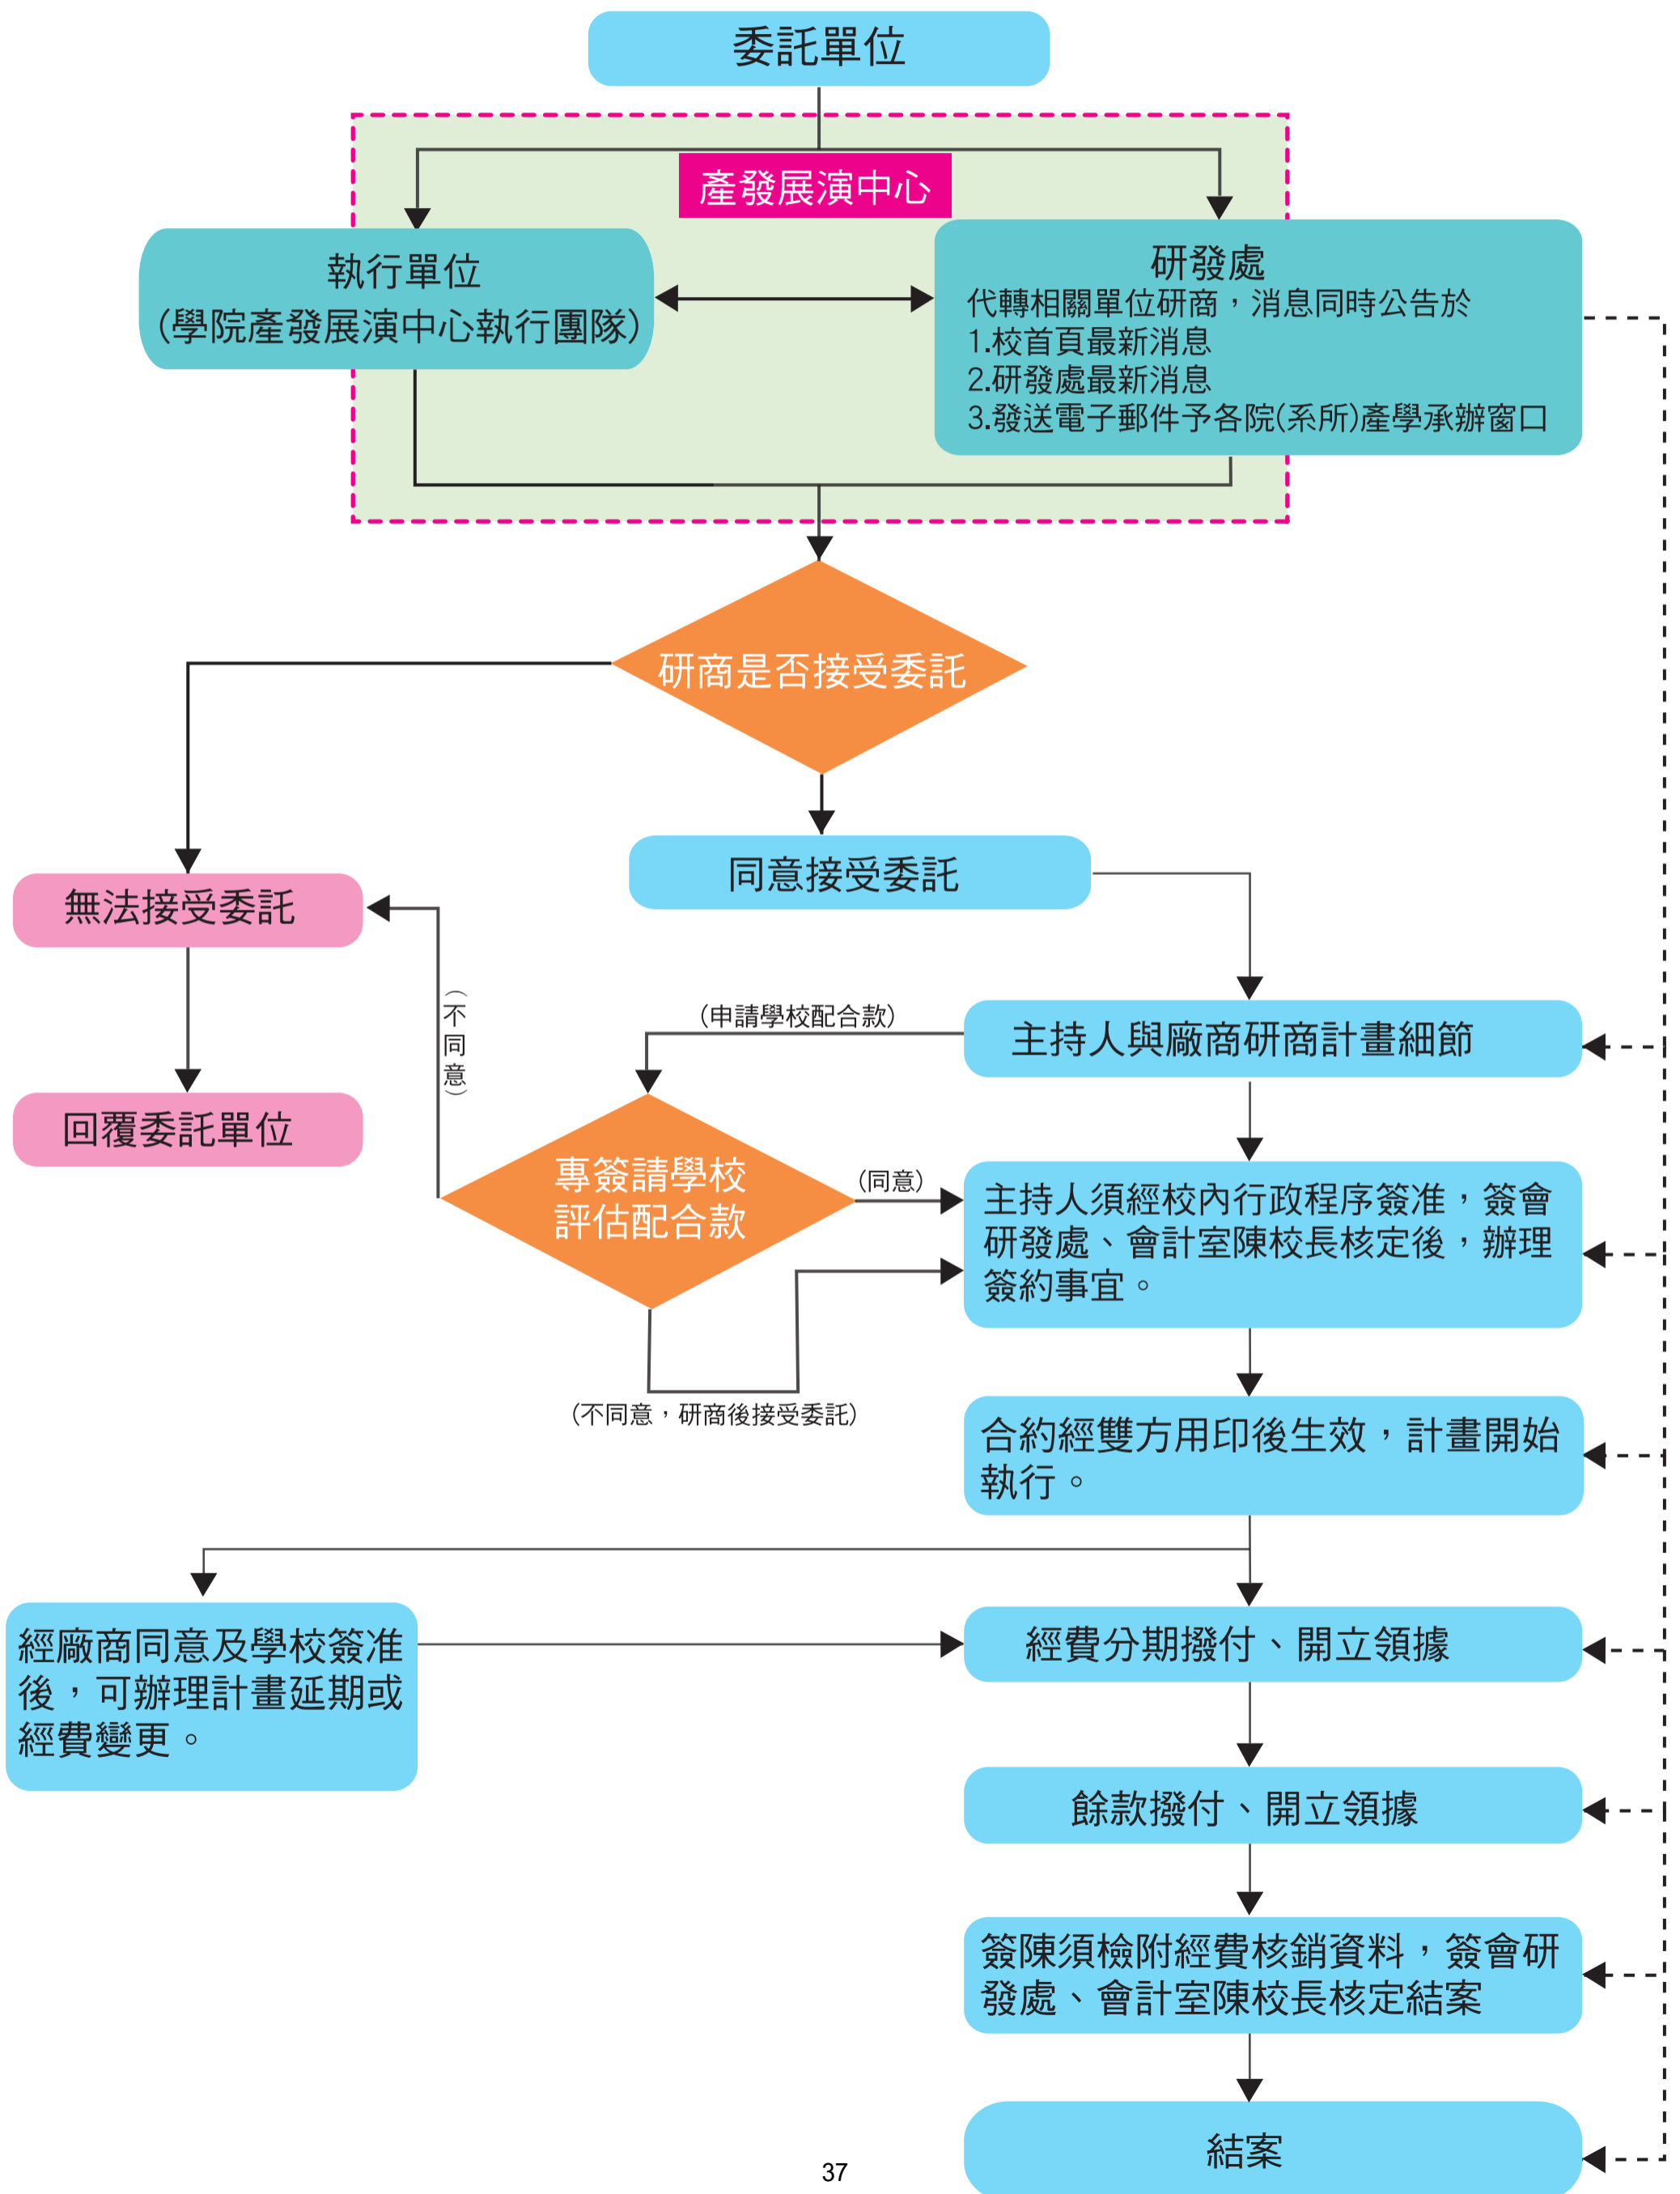 委託單位
產發展演中心
執行單位
(學院產發展演中心執行團隊)
研發處
代轉相關單位研商，消息同時公告於
1.校首頁最新消息
2.研發處最新消息
3.發送電子郵件予各院(系所)產學承辦窗口
研商是否接受委託
同意接受委託
無法接受委託
(不同意)
回覆委託單位
(申請學校配合款)
主持人與廠商研商計畫細節
專簽請學校
評估配合款
(同意)
主持人須經校內行政程序簽准，簽會
研發處、會計室陳校長核定後，辦理
簽約事宜。
(不同意，研商後接受委託)
合約經雙方用印後生效，計畫開始
執行。
經廠商同意及學校簽准
後，可辦理計畫延期或
經費變更。
經費分期撥付、開立領據
餘款撥付、開立領據
簽陳須檢附經費核銷資料，簽會研
發處、會計室陳校長核定結案
結案
37